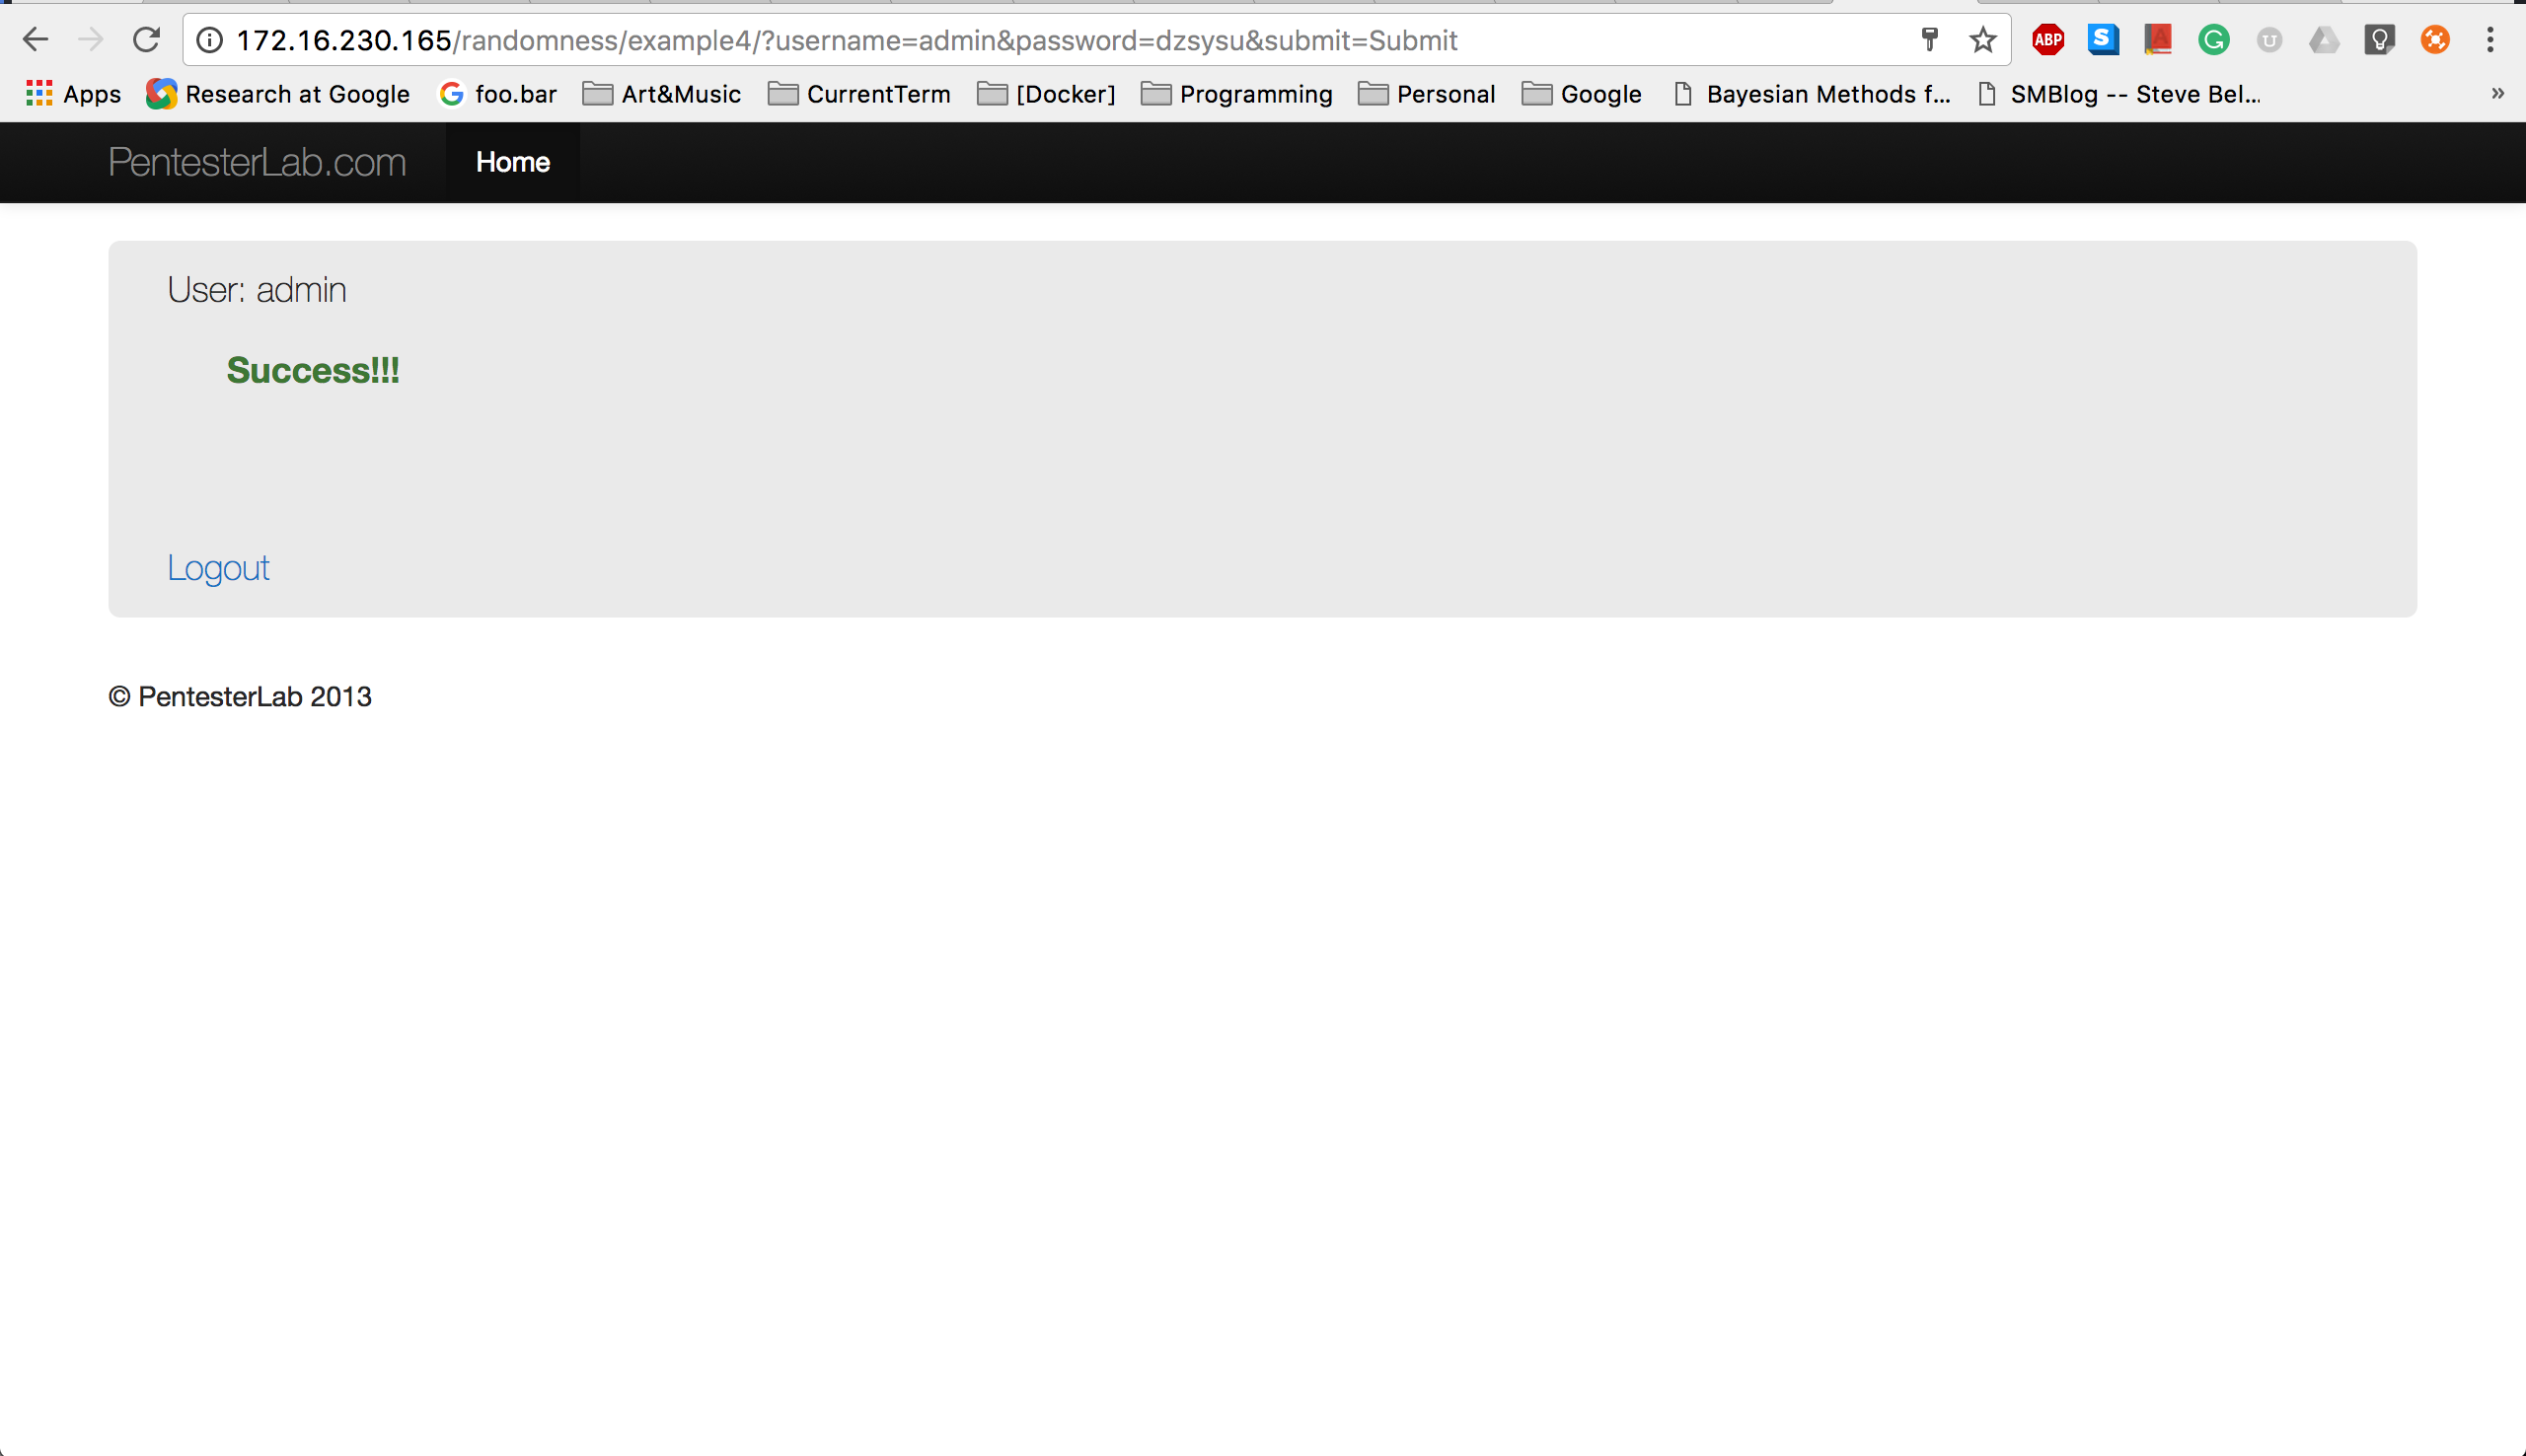 172.16.230.165/randomness/example4/?username=admin&password=dzsysu&submit=Submit
ABP S A G U
Apps Research at Google G foo.bar Art&Music CurrentTerm [Docker] Programming Personal Google Bayesian Methods f... SMBlog -- Steve Bel... »
PentesterLab.com Home
User: admin
Success!!!
Logout
© PentesterLab 2013